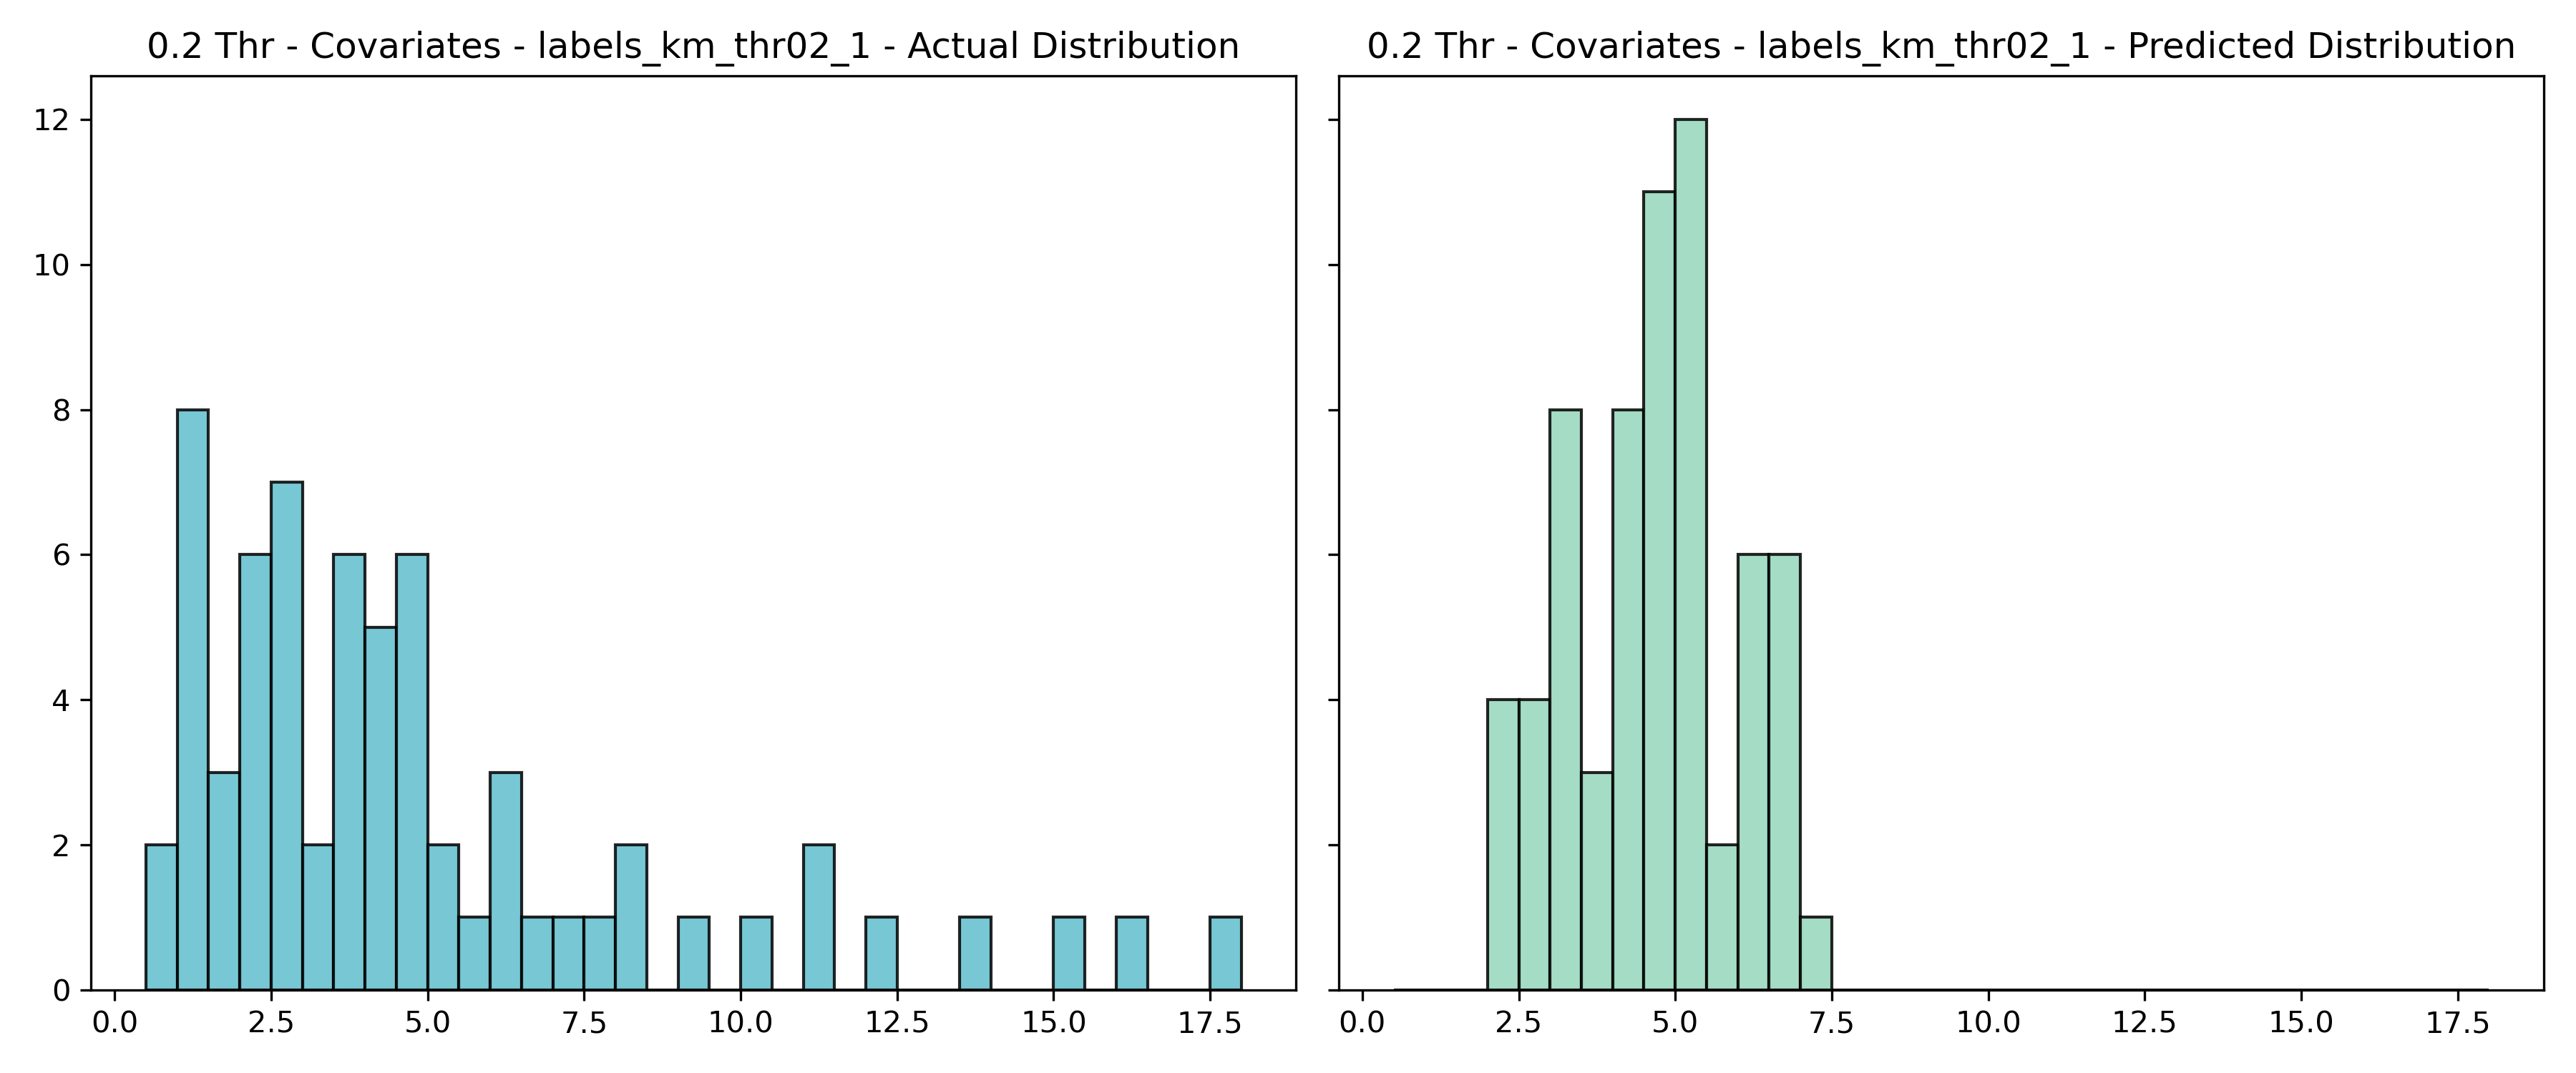 0.2 Thr - Covariates - labels_km_thr02_1 - Actual Distribution
12
10
8
6
4
2
0
0.0 2.5 5.0 7.5 10.0 12.5 15.0 17.5
0.2 Thr - Covariates - labels_km_thr02_1 - Predicted Distribution
0.0 2.5 5.0 7.5 10.0 12.5 15.0 17.5